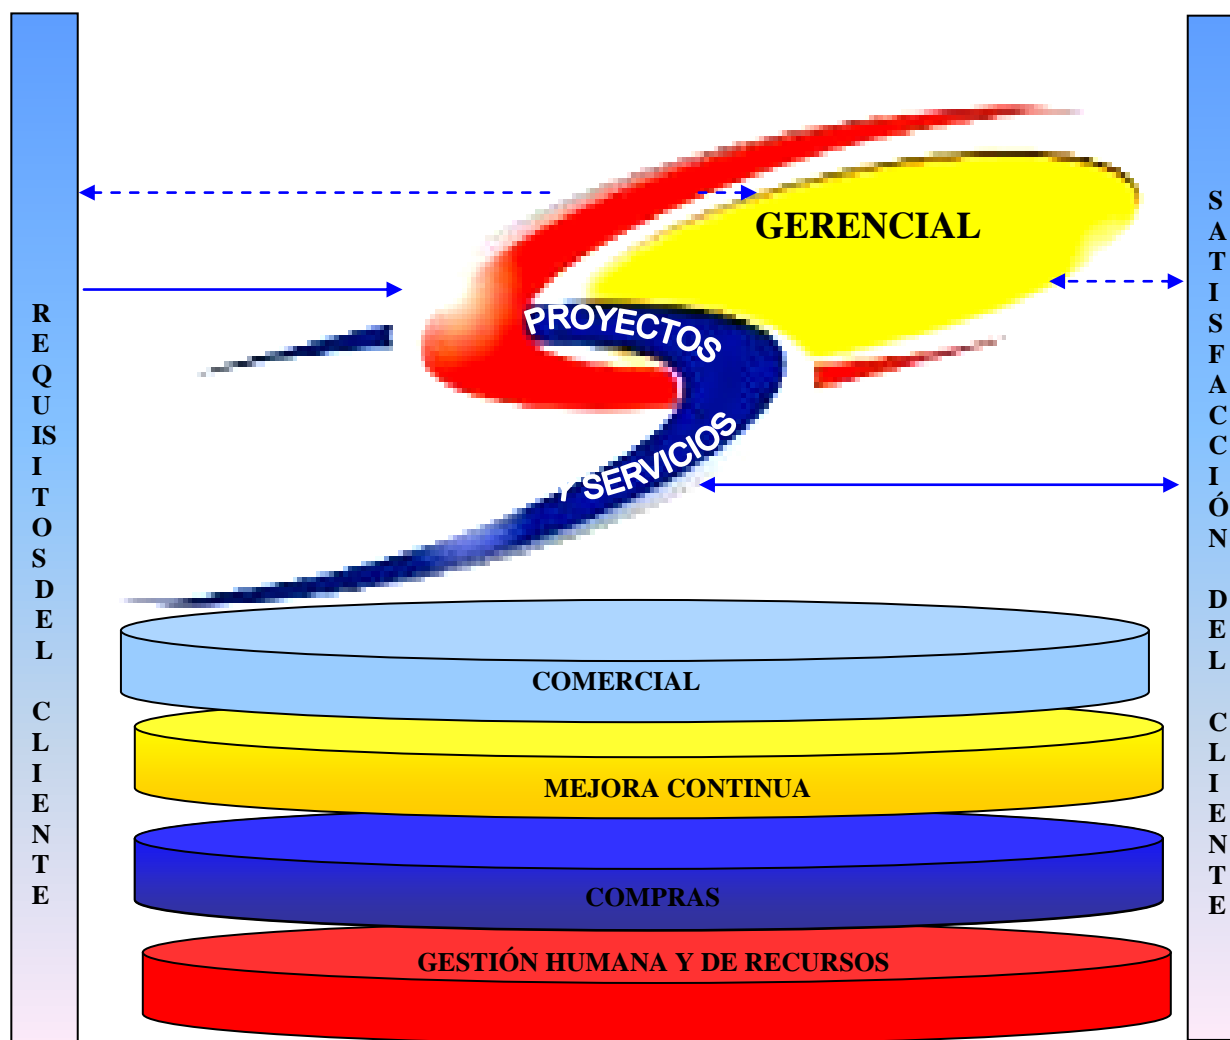 REQUISITOS DEL CLIENTE
GERENCIAL
PROYECTOS
Y SERVICIOS
SATISFACCIÓN DEL CLIENTE
COMERCIAL
MEJORA CONTINUA
COMPRAS
GESTIÓN HUMANA Y DE RECURSOS